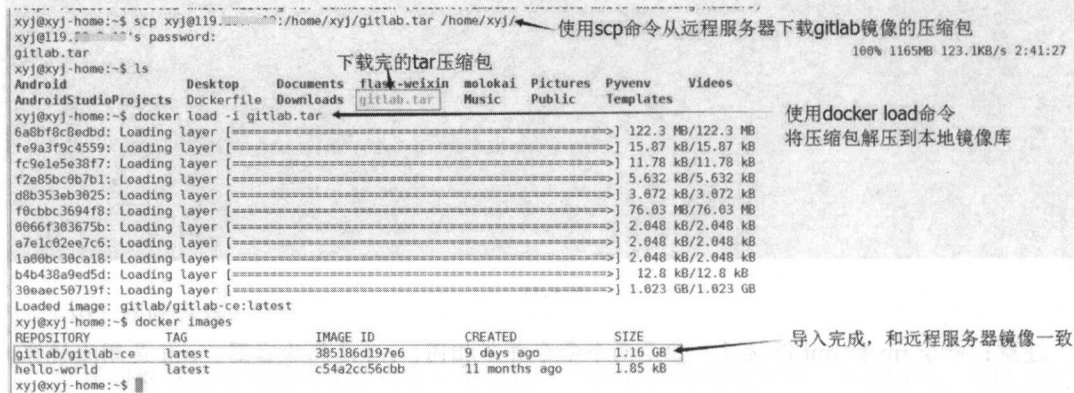 xyj@xyj-home:~$ scp xyj@119.:/home/xyj/gitlab.tar /home/xyj/
使用scp命令从远程服务器下载gitlab镜像的压缩包
xyj@119.'s password:
gitlab.tar 100% 1165MB 123.1KB/s 2:41:27
下载完的tar压缩包
xyj@xyj-home:~$ ls
Android Desktop Documents flask-weixin molokai Pictures Pyvenv Videos
AndroidStudioProjects Dockerfile Downloads gitlab.tar Music Public Templates
xyj@xyj-home:~$ docker load -i gitlab.tar
使用docker load命令
将压缩包解压到本地镜像库
6a8bf8c8edbd: Loading layer [==================================================>] 122.3 MB/122.3 MB
fe9a3f9c4559: Loading layer [==================================================>] 15.87 kB/15.87 kB
fc9e1e5e38f7: Loading layer [==================================================>] 11.78 kB/11.78 kB
f2e85bc0b7b1: Loading layer [==================================================>] 5.632 kB/5.632 kB
d8b353eb3025: Loading layer [==================================================>] 3.072 kB/3.072 kB
f0cbbc3694f8: Loading layer [==================================================>] 76.03 MB/76.03 MB
0066f303675b: Loading layer [==================================================>] 2.048 kB/2.048 kB
a7e1c02ee7c6: Loading layer [==================================================>] 2.048 kB/2.048 kB
1a00bc30ca18: Loading layer [==================================================>] 2.048 kB/2.048 kB
b4b438a9ed5d: Loading layer [==================================================>] 12.8 kB/12.8 kB
30eaec50719f: Loading layer [==================================================>] 1.023 GB/1.023 GB
Loaded image: gitlab/gitlab-ce:latest
xyj@xyj-home:~$ docker images
REPOSITORY TAG IMAGE ID CREATED SIZE
gitlab/gitlab-ce latest 385186d197e6 9 days ago 1.16 GB
导入完成，和远程服务器镜像一致
hello-world latest c54a2cc56cbb 11 months ago 1.85 kB
xyj@xyj-home:~$